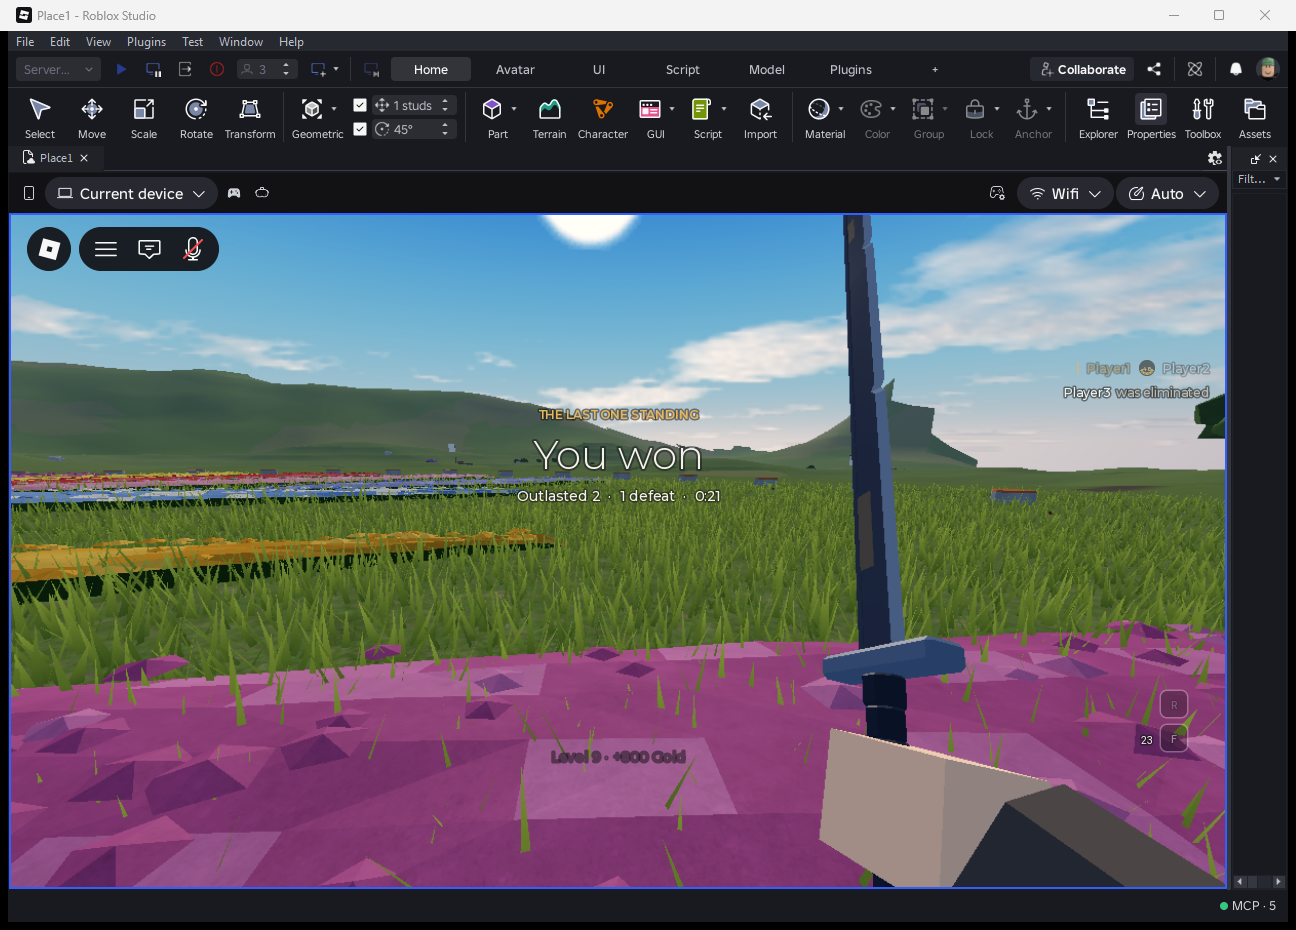 Place1 - Roblox Studio
File Edit View Plugins Test Window Help
Server... 3 Home Avatar UI Script Model Plugins + Collaborate
1 studs
45°
Select Move Scale Rotate Transform Geometric Part Terrain Character GUI Script Import Material Color Group Lock Anchor Explorer Properties Toolbox Assets
Place1
Filt...
Current device Wifi Auto
Player1 Player2
Player3 was eliminated
THE LAST ONE STANDING
You won
Outlasted 2 · 1 defeat · 0:21
R
23 F
Level 9 · +800 Gold
MCP · 5